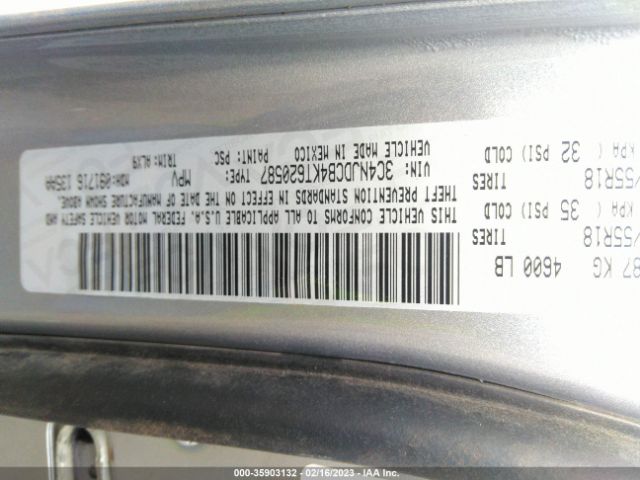 87 KG 4600 LB
/55R18 TIRES
KPA ( 35 PSI) COLD
/55R18 TIRES
KPA ( 32 PSI) COLD
THIS VEHICLE CONFORMS TO ALL APPLICABLE U.S.A. FEDERAL MOTOR VEHICLE SAFETY AND
THEFT PREVENTION STANDARDS IN EFFECT ON THE DATE OF MANUFACTURE SHOWN ABOVE.
VIN: 3C4NJDCB4KT620587 TYPE: MPV MDH:091716 135AA
VEHICLE MADE IN MEXICO PAINT: PSC TRIM: ALX9
000-35903132 - 02/16/2023 - IAA Inc.